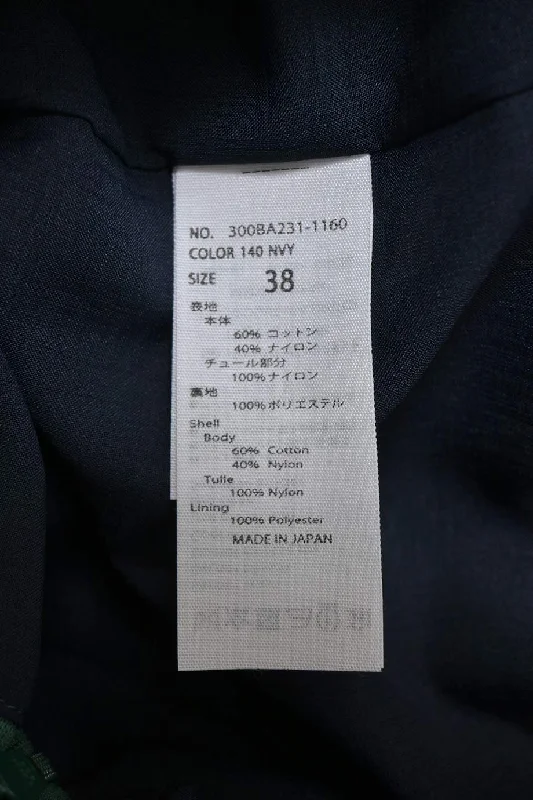 NO. 300BA231-1160
COLOR 140 NVY
SIZE 38
表地
本体
60% コットン
40% ナイロン
チュール部分
100% ナイロン
裏地
100% ポリエステル
Shell
Body
60% Cotton
40% Nylon
Tulle
100% Nylon
Lining
100% Polyester
MADE IN JAPAN